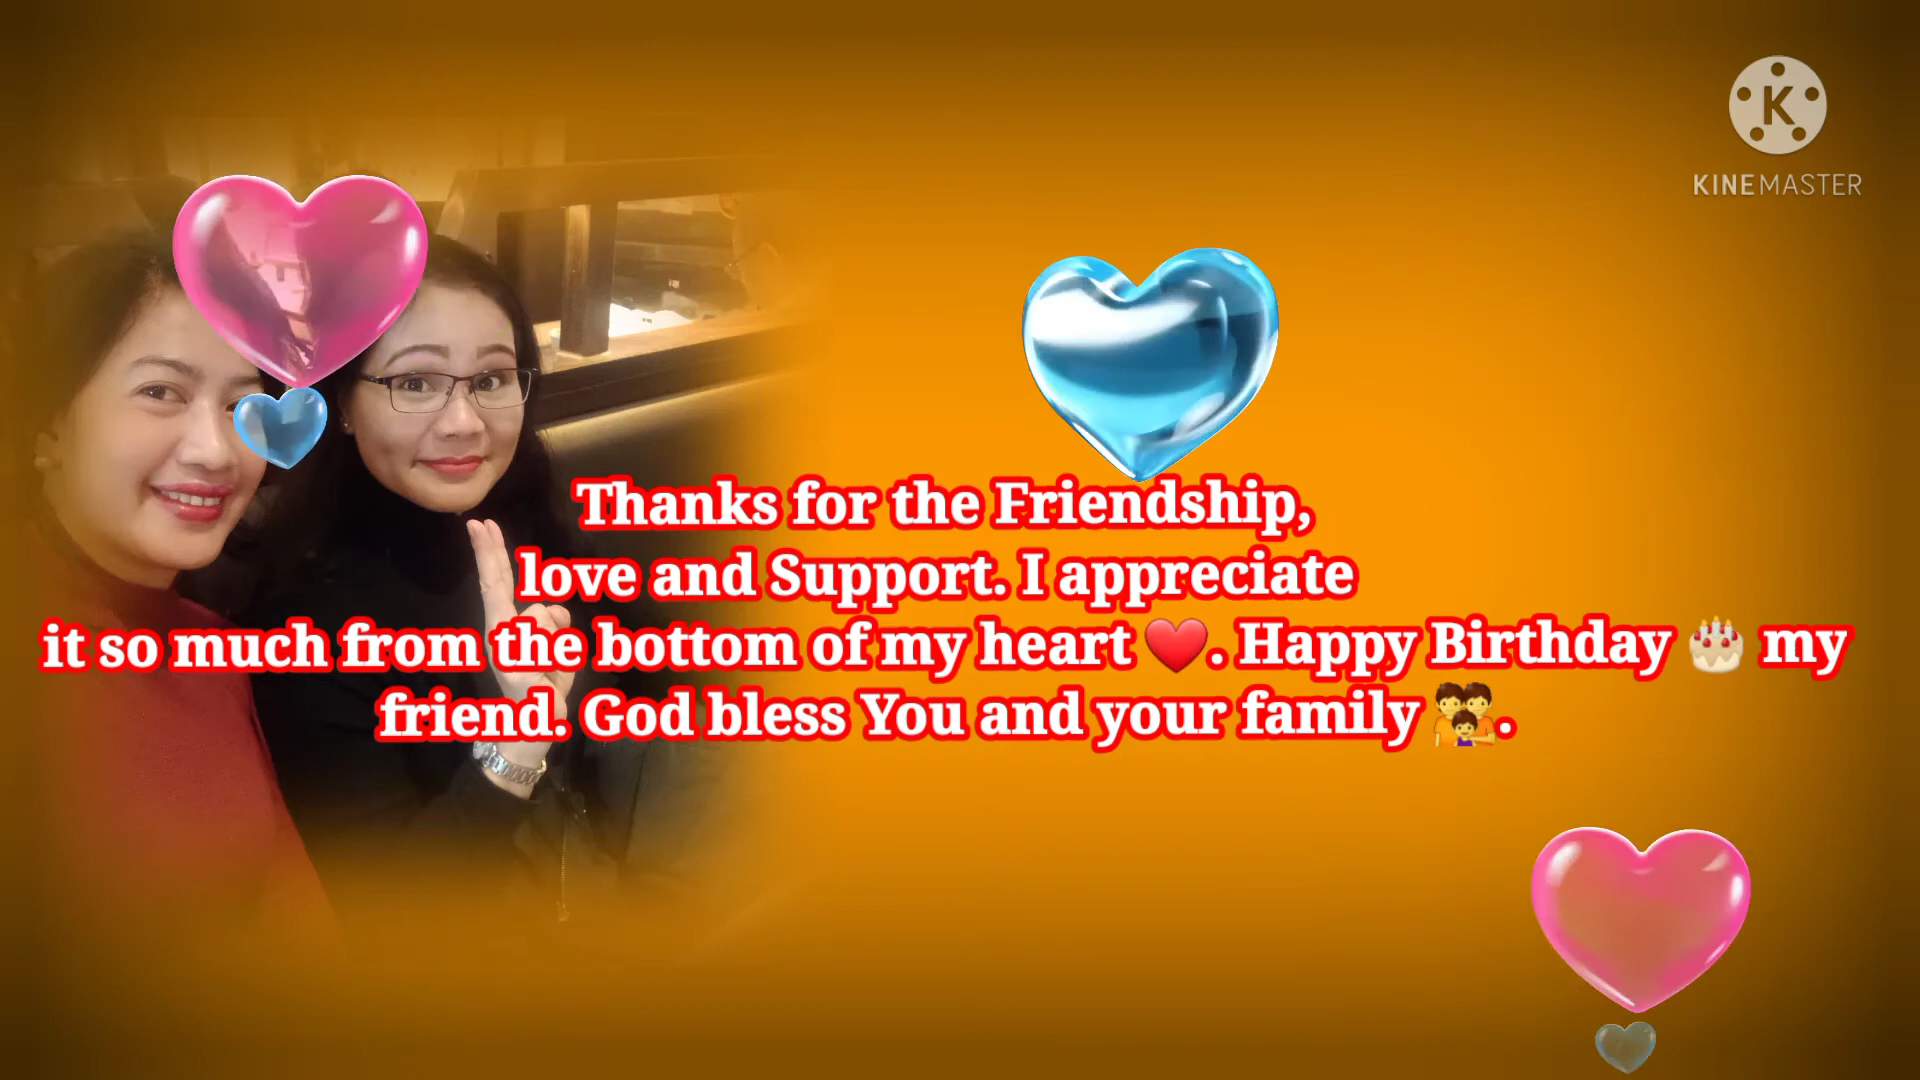 K
KINEMASTER
Thanks for the Friendship,
love and Support. I appreciate
it so much from the bottom of my heart ❤️. Happy Birthday 🎂 my
friend. God bless You and your family 👪.